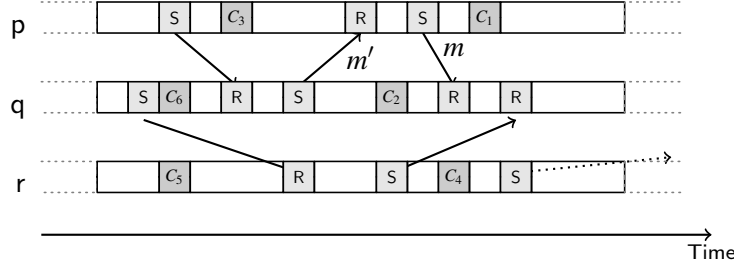 p S C₃ R S C₁
m′ m
q S C₆ R S C₂ R R
r C₅ R S C₄ S
Time